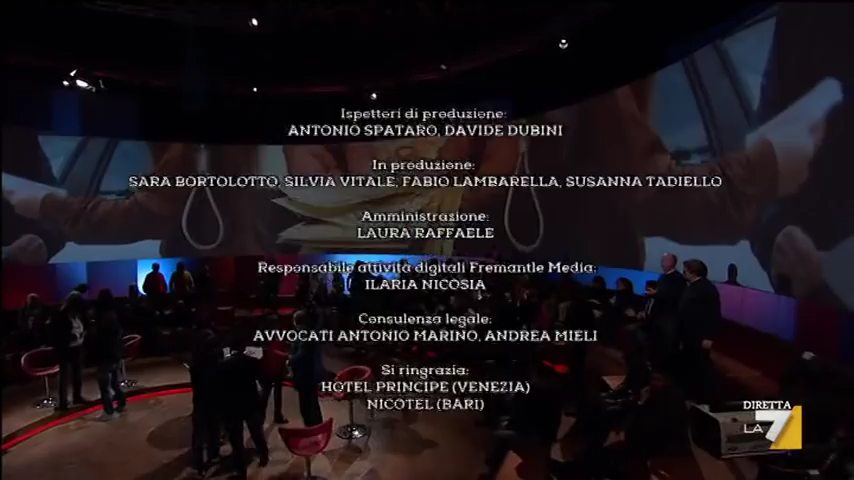 Ispettori di produzione:
ANTONIO SPATARO, DAVIDE DUBINI
In produzione:
SARA BORTOLOTTO, SILVIA VITALE, FABIO LAMBARELLA, SUSANNA TADIELLO
Amministrazione:
LAURA RAFFAELE
Responsabile attività digitali Fremantle Media:
ILARIA NICOSIA
Consulenza legale:
AVVOCATI ANTONIO MARINO, ANDREA MIELI
Si ringrazia:
HOTEL PRINCIPE (VENEZIA)
NICOTEL (BARI)
DIRETTA
LA7